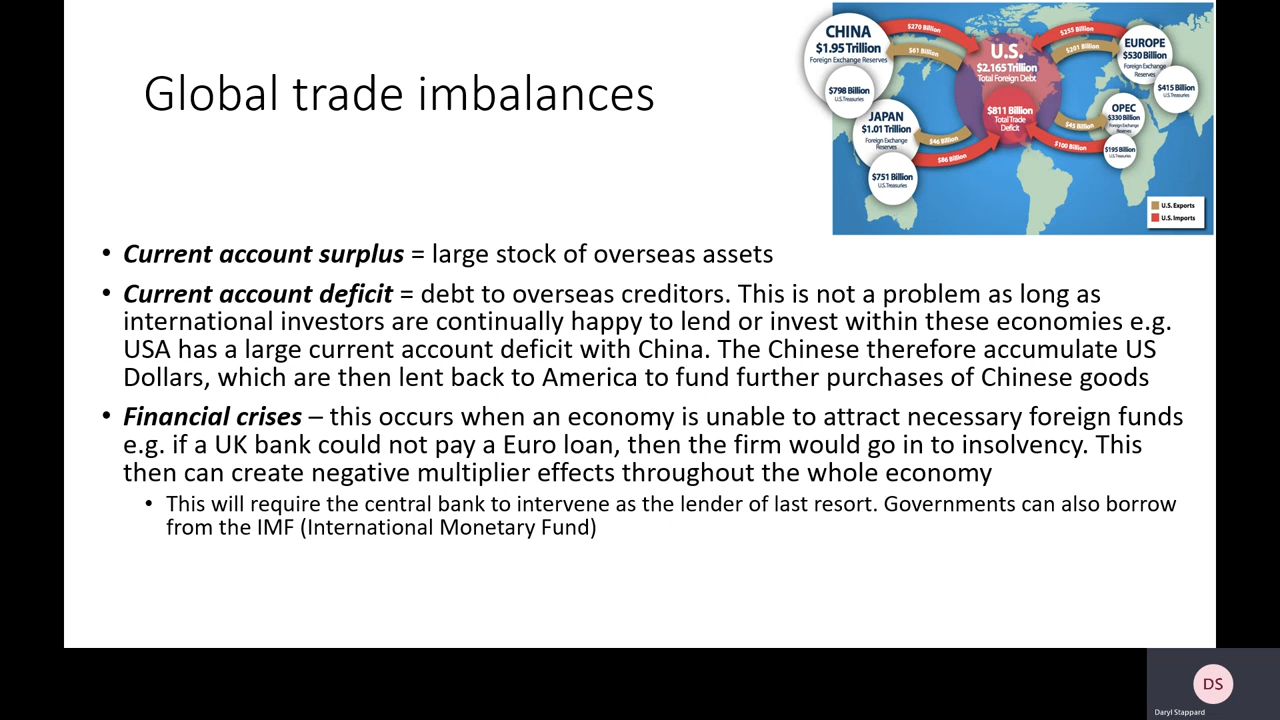 Global trade imbalances
CHINA
$1.95 Trillion
Foreign Exchange Reserves
$798 Billion
U.S.Treasuries
JAPAN
$1.01 Trillion
Foreign Exchange
Reserves
$751 Billion
U.S.Treasuries
$270 Billion
$61 Billion
$46 Billion
$86 Billion
U.S.
$2.165 Trillion
Total Foreign Debt
$811 Billion
Total Trade
Deficit
$255 Billion
$201 Billion
$45 Billion
$100 Billion
EUROPE
$530 Billion
Foreign Exchange
Reserves
$415 Billion
U.S.Treasuries
OPEC
$330 Billion
Foreign Exchange
Reserves
$195 Billion
U.S.Treasuries
U.S. Exports
U.S. Imports
• Current account surplus = large stock of overseas assets
• Current account deficit = debt to overseas creditors. This is not a problem as long as
international investors are continually happy to lend or invest within these economies e.g.
USA has a large current account deficit with China. The Chinese therefore accumulate US
Dollars, which are then lent back to America to fund further purchases of Chinese goods
• Financial crises – this occurs when an economy is unable to attract necessary foreign funds
e.g. if a UK bank could not pay a Euro loan, then the firm would go in to insolvency. This
then can create negative multiplier effects throughout the whole economy
• This will require the central bank to intervene as the lender of last resort. Governments can also borrow
from the IMF (International Monetary Fund)
DS
Daryl Stappard